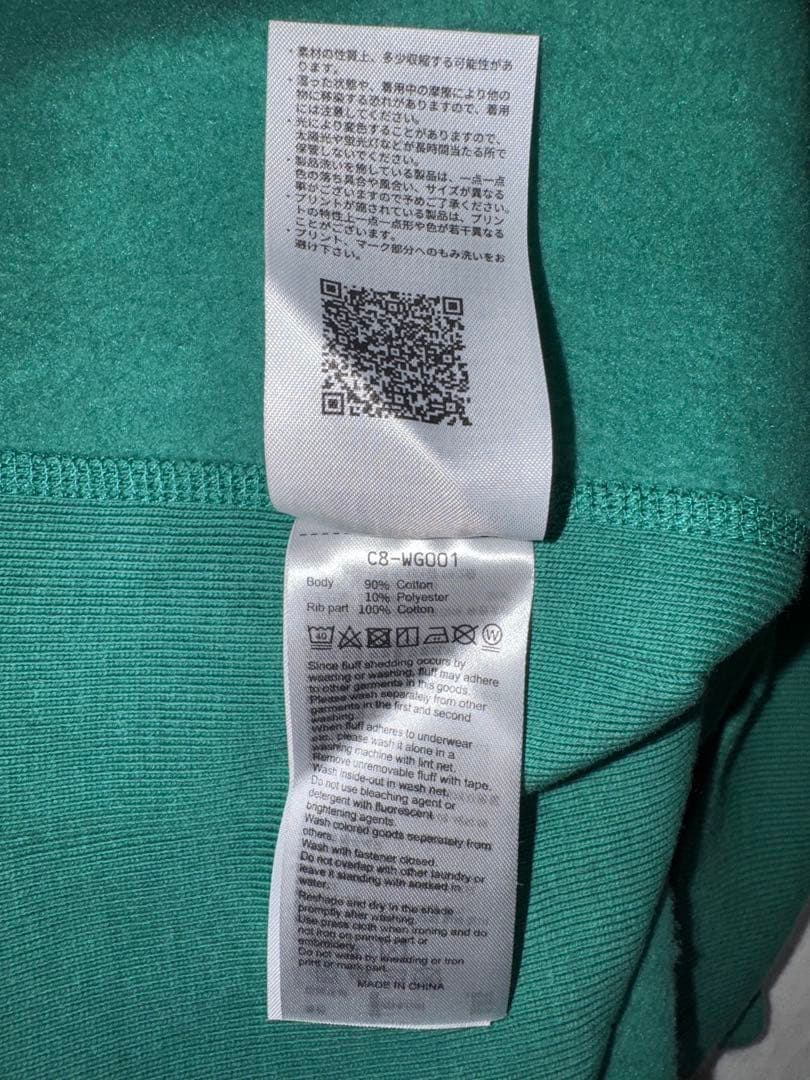 ・素材の性質上、多少収縮する可能性があ
ります。
・湿った状態や、着用中の摩擦により他の
物に移染する恐れがありますので、着用
には注意してください。
・光により変色することがありますので、
太陽光や蛍光灯などが長時間当たる所で
保管しないでください。
・製品洗いを施している製品は、一点一点
色の落ち具合や風合い、サイズが異なる
事がございますので予めご了承ください。
・プリントが施されている製品は、プリン
トの特性上一点一点形や色が若干異なる
ことがございます。
・プリント、マーク部分へのもみ洗いをお
避け下さい。
C8-WG001
Body 90% Cotton
10% Polyester
Rib part 100% Cotton
40 W
Since fluff shedding occurs by
wearing or washing, fluff may adhere
to other garments in this goods.
Please wash separately from other
garments in the first and second
washing.
When fluff adheres to underwear
etc. please wash it alone in a
washing machine with lint net.
Remove unremovable fluff with tape.
Wash inside-out in wash net.
Do not use bleaching agent or
detergent with fluorescent
brightening agents.
Wash colored goods separately from
others.
Wash with fastener closed.
Do not overlap with other laundry or
leave it standing with soaked in
water.
Reshape and dry in the shade
promptly after washing.
Use press cloth when ironing and do
not iron on printed part or
embroidery.
Do not wash by kneading or iron
print or mark part.
MADE IN CHINA